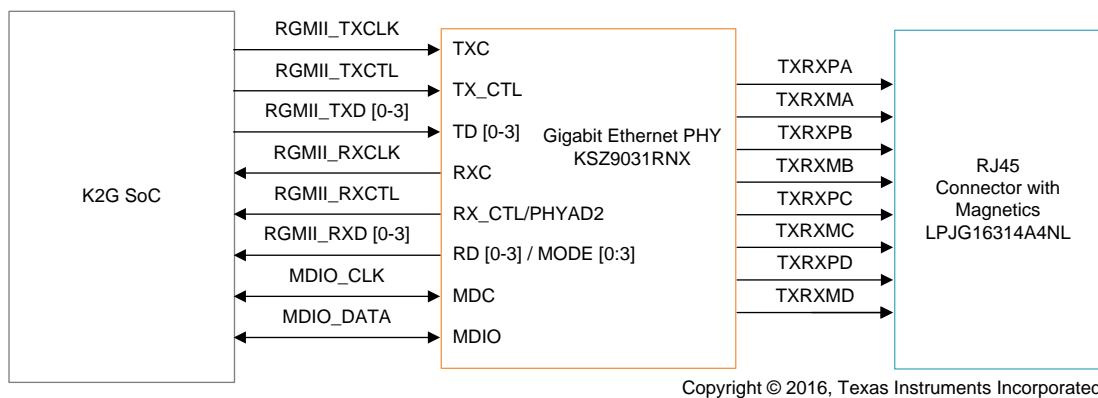 K2G SoC
RGMII_TXCLK
RGMII_TXCTL
RGMII_TXD [0-3]
RGMII_RXCLK
RGMII_RXCTL
RGMII_RXD [0-3]
MDIO_CLK
MDIO_DATA
TXC
TX_CTL
TD [0-3]
RXC
RX_CTL/PHYAD2
RD [0-3] / MODE [0:3]
MDC
MDIO
Gigabit Ethernet PHY
KSZ9031RNX
TXRXPA
TXRXMA
TXRXPB
TXRXMB
TXRXPC
TXRXMC
TXRXPD
TXRXMD
RJ45
Connector with
Magnetics
LPJG16314A4NL
Copyright © 2016, Texas Instruments Incorporated